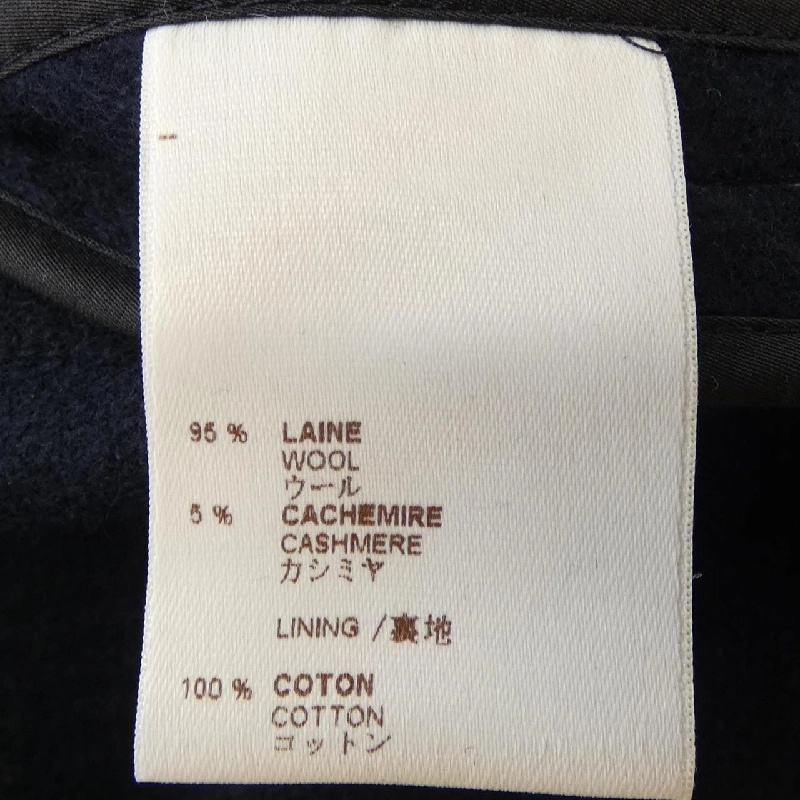 95 % LAINE
WOOL
ウール
5 % CACHEMIRE
CASHMERE
カシミヤ
LINING / 裏地
100 % COTON
COTTON
コットン